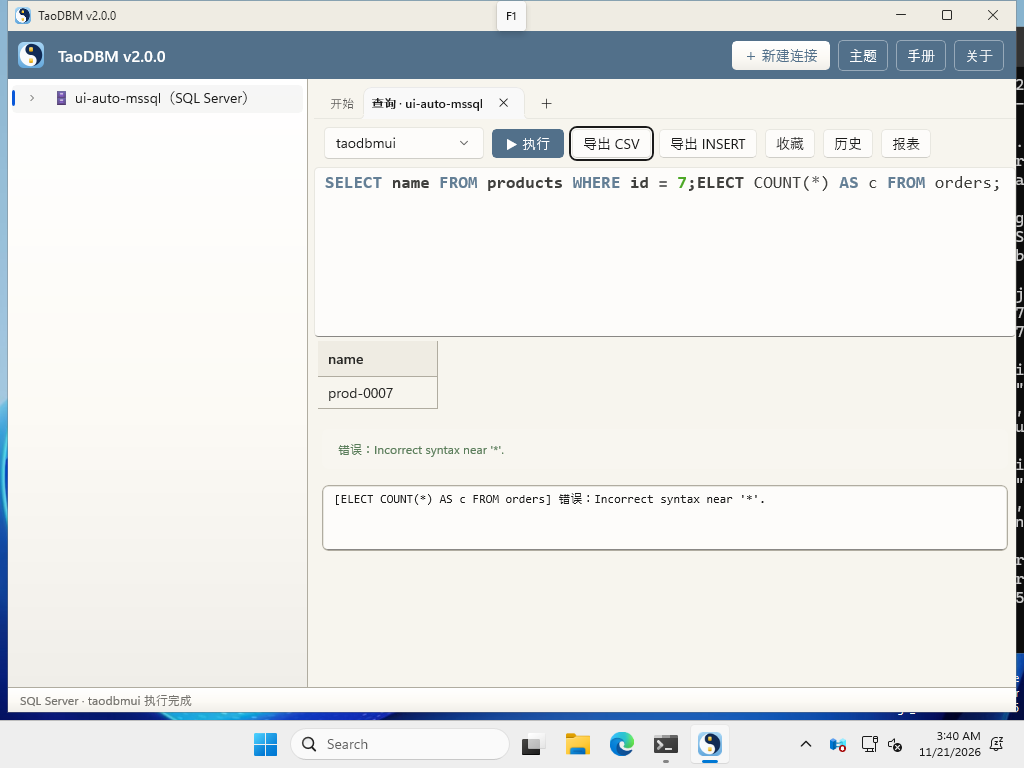 TaoDBM v2.0.0
F1
TaoDBM v2.0.0
+ 新建连接
主题
手册
关于
ui-auto-mssql（SQL Server）
开始
查询 · ui-auto-mssql
taodbmui
▶ 执行
导出 CSV
导出 INSERT
收藏
历史
报表
SELECT name FROM products WHERE id = 7;ELECT COUNT(*) AS c FROM orders;
name
prod-0007
错误：Incorrect syntax near '*'.
[ELECT COUNT(*) AS c FROM orders] 错误：Incorrect syntax near '*'.
SQL Server · taodbmui 执行完成
Search
3:40 AM
11/21/2026